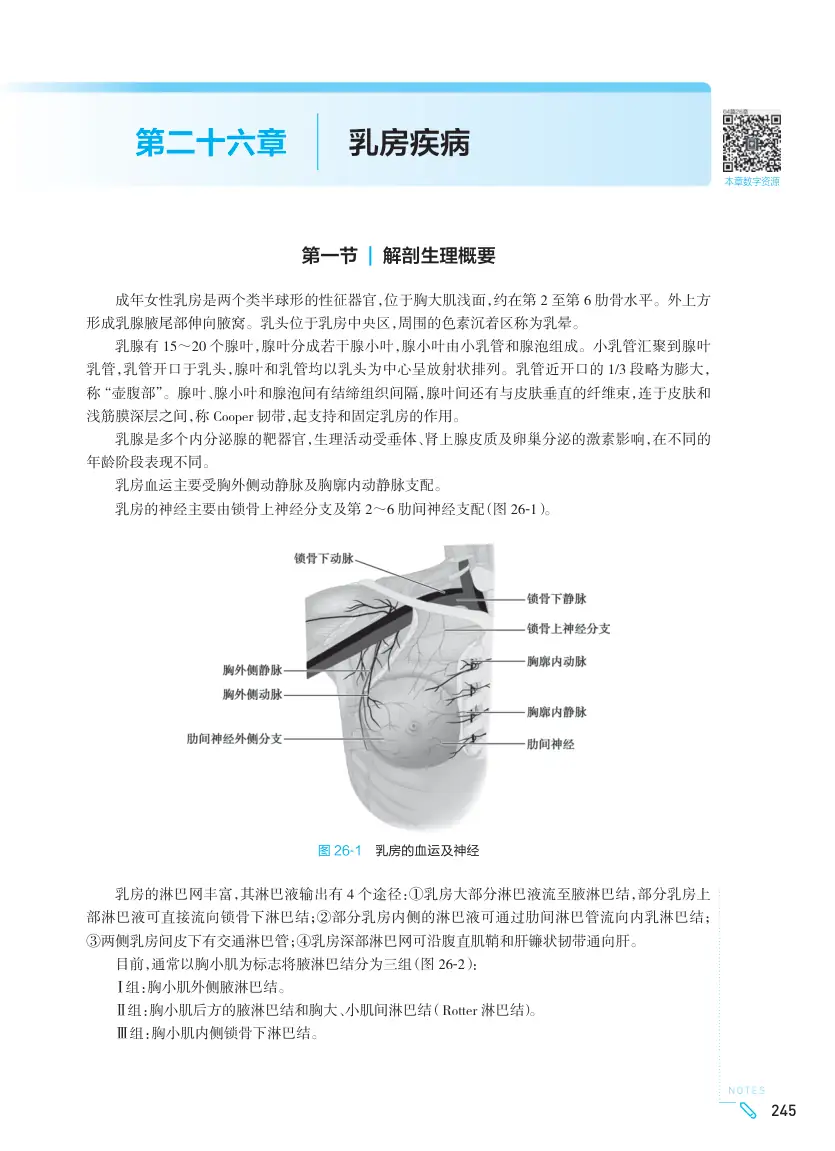 第二十六章
乳房疾病
本章数字资源
第一节 | 解剖生理概要
成年女性乳房是两个类半球形的性征器官,位于胸大肌浅面,约在第 2 至第 6 肋骨水平。外上方
形成乳腺腋尾部伸向腋窝。乳头位于乳房中央区,周围的色素沉着区称为乳晕。
乳腺有 15～20 个腺叶,腺叶分成若干腺小叶,腺小叶由小乳管和腺泡组成。小乳管汇聚到腺叶
乳管,乳管开口于乳头,腺叶和乳管均以乳头为中心呈放射状排列。乳管近开口的 1/3 段略为膨大,
称 “壶腹部”。腺叶、腺小叶和腺泡间有结缔组织间隔,腺叶间还有与皮肤垂直的纤维束,连于皮肤和
浅筋膜深层之间,称 Cooper 韧带,起支持和固定乳房的作用。
乳腺是多个内分泌腺的靶器官,生理活动受垂体、肾上腺皮质及卵巢分泌的激素影响,在不同的
年龄阶段表现不同。
乳房血运主要受胸外侧动静脉及胸廓内动静脉支配。
乳房的神经主要由锁骨上神经分支及第 2～6 肋间神经支配(图 26-1)。
锁骨下动脉
锁骨下静脉
锁骨上神经分支
胸廓内动脉
胸外侧静脉
胸外侧动脉
胸廓内静脉
肋间神经外侧分支
肋间神经
图 26-1 乳房的血运及神经
乳房的淋巴网丰富,其淋巴液输出有 4 个途径:①乳房大部分淋巴液流至腋淋巴结,部分乳房上
部淋巴液可直接流向锁骨下淋巴结;②部分乳房内侧的淋巴液可通过肋间淋巴管流向内乳淋巴结;
③两侧乳房间皮下有交通淋巴管;④乳房深部淋巴网可沿腹直肌鞘和肝镰状韧带通向肝。
目前,通常以胸小肌为标志将腋淋巴结分为三组(图 26-2):
Ⅰ组:胸小肌外侧腋淋巴结。
Ⅱ组:胸小肌后方的腋淋巴结和胸大、小肌间淋巴结( Rotter 淋巴结)。
Ⅲ组:胸小肌内侧锁骨下淋巴结。
NOTES
245